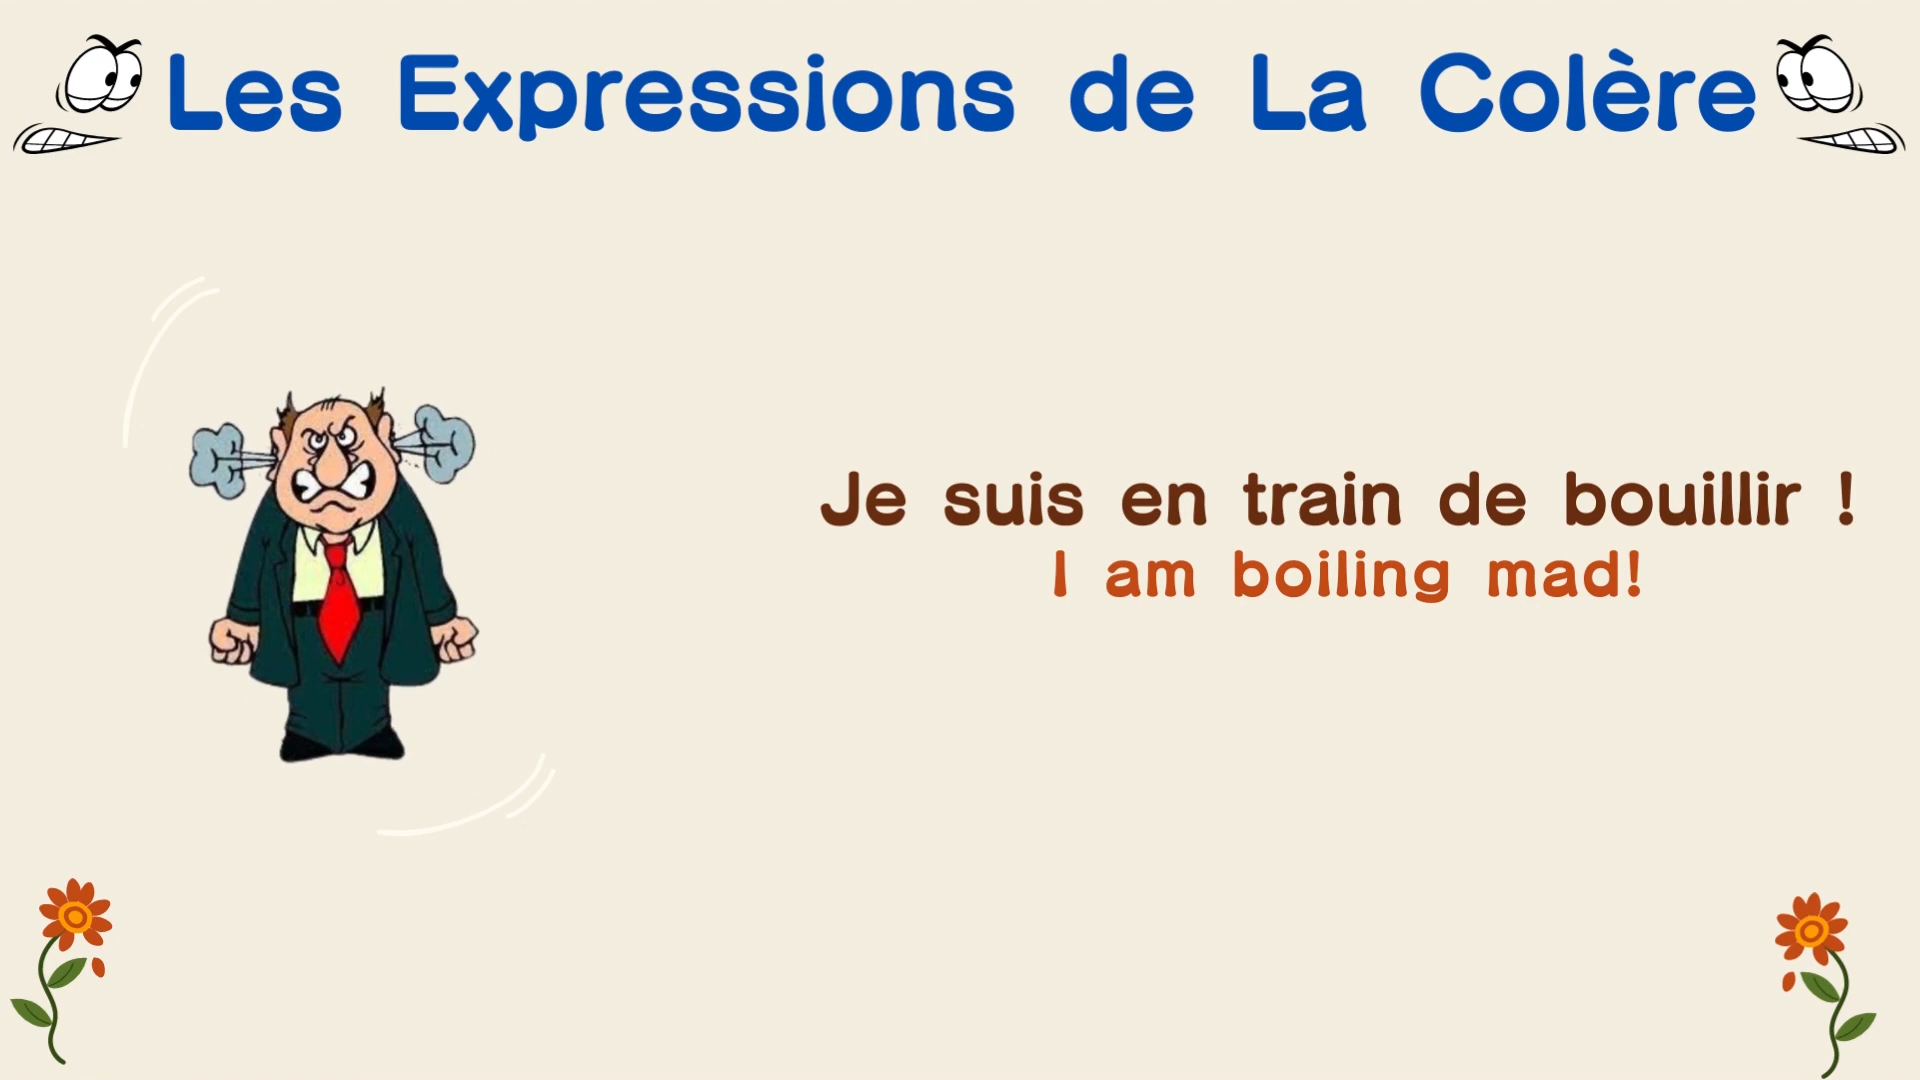 Les Expressions de La Colère
Je suis en train de bouillir !
I am boiling mad!